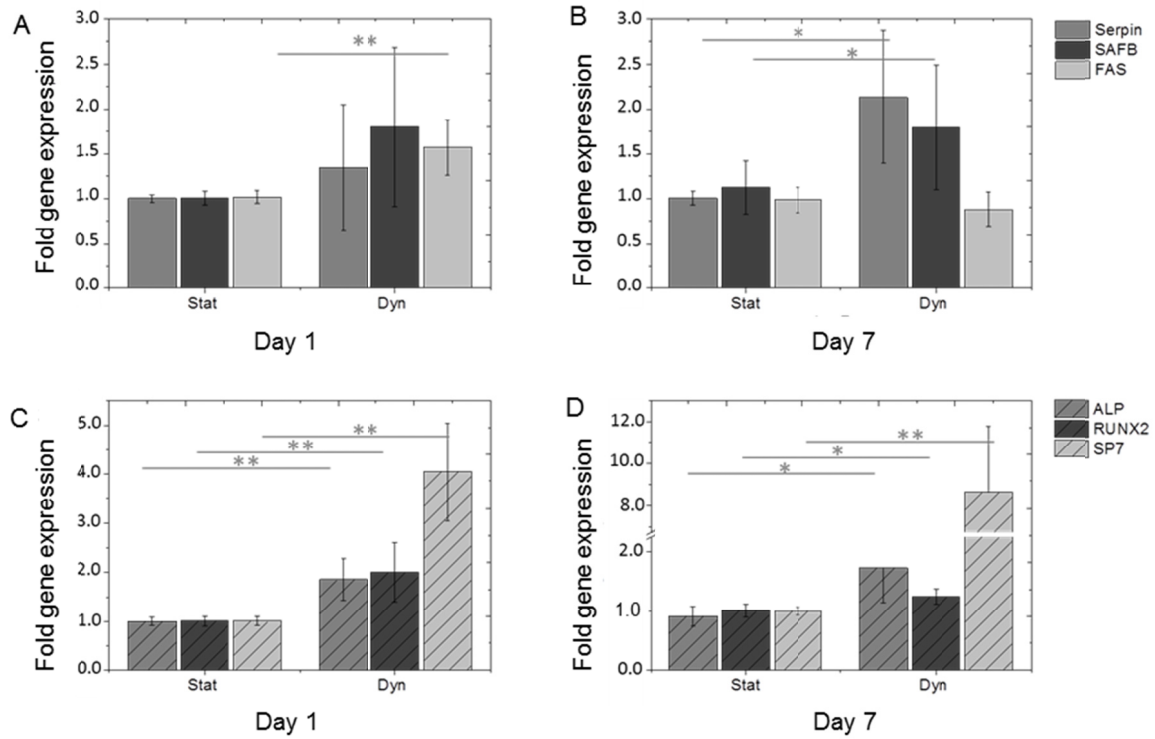 A
Fold gene expression
3.0
2.5
2.0
1.5
1.0
0.5
0.0
**
Stat Dyn
Day 1
B
Fold gene expression
3.0
2.5
2.0
1.5
1.0
0.5
0.0
*
*
Stat Dyn
Day 7
Serpin
SAFB
FAS
C
Fold gene expression
5.0
4.0
3.0
2.0
1.0
0.0
**
**
**
Stat Dyn
Day 1
D
Fold gene expression
12.0
10.0
8.0
2.0
1.0
0.0
**
*
*
Stat Dyn
Day 7
ALP
RUNX2
SP7